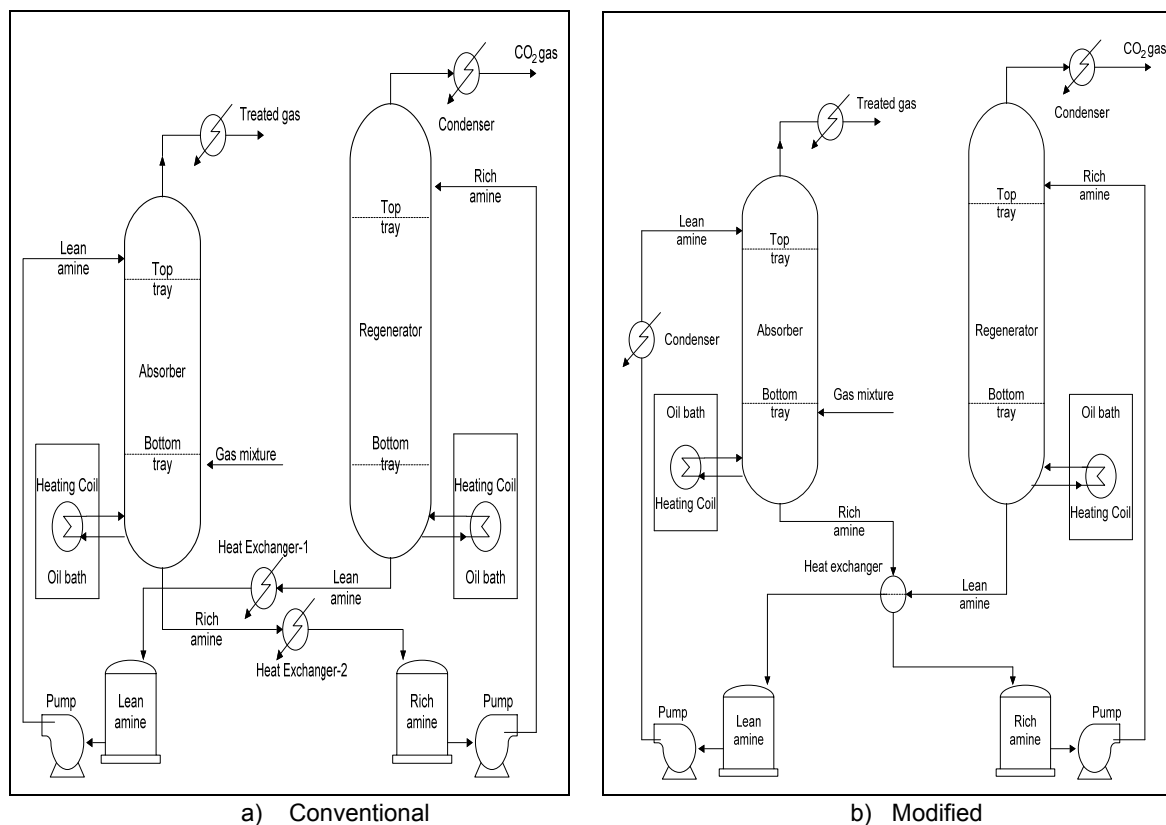 CO2 gas
Condenser
Treated gas
Rich
amine
Top
tray
Lean
amine
Top
tray
Regenerator
Absorber
Bottom
tray
Bottom
tray
Gas mixture
Heating Coil
Oil bath
Heating Coil
Oil bath
Heat Exchanger-1
Lean
amine
Rich
amine
Heat Exchanger-2
Pump
Lean
amine
Rich
amine
Pump
a) Conventional
CO2 gas
Condenser
Treated gas
Rich
amine
Top
tray
Lean
amine
Top
tray
Condenser
Absorber
Regenerator
Bottom
tray
Bottom
tray
Gas mixture
Oil bath
Heating Coil
Oil bath
Heating Coil
Rich
amine
Heat exchanger
Lean
amine
Pump
Lean
amine
Rich
amine
Pump
b) Modified